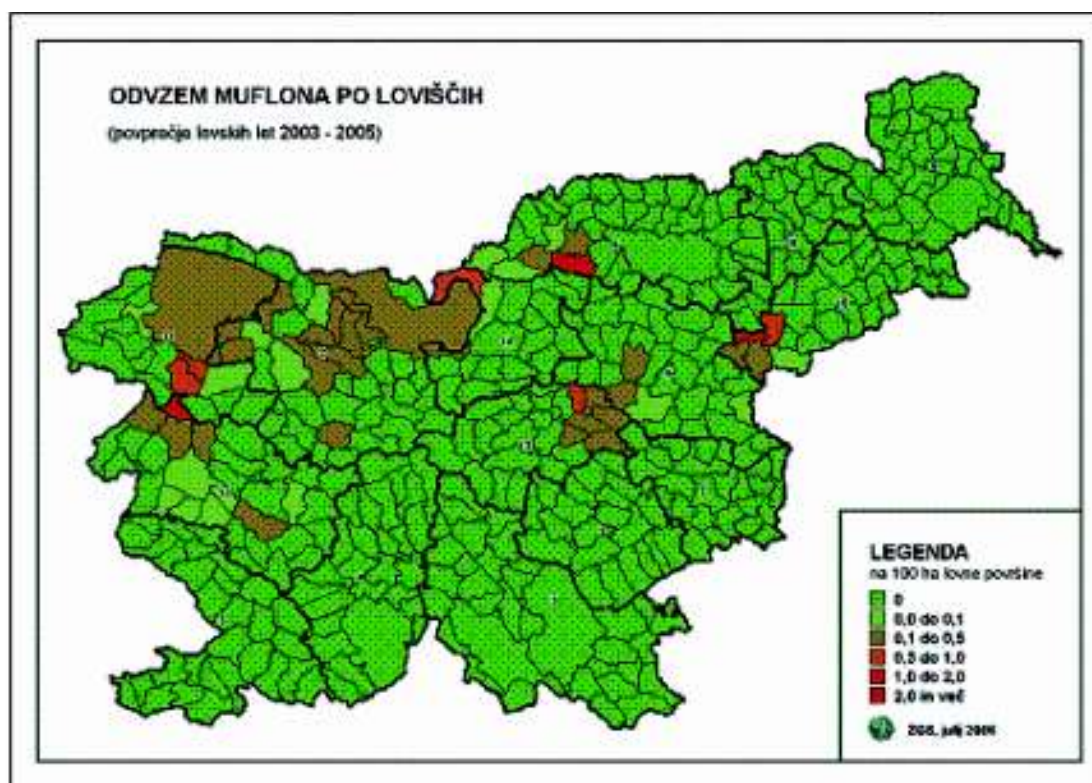 ODVZEM MUFLONA PO LOVIŠČIH
(povprečja lovskih let 2003 - 2005)
LEGENDA
na 100 ha lovne površine
0
0,0 do 0,1
0,1 do 0,5
0,5 do 1,0
1,0 do 2,0
2,0 in več
ZGS, julij